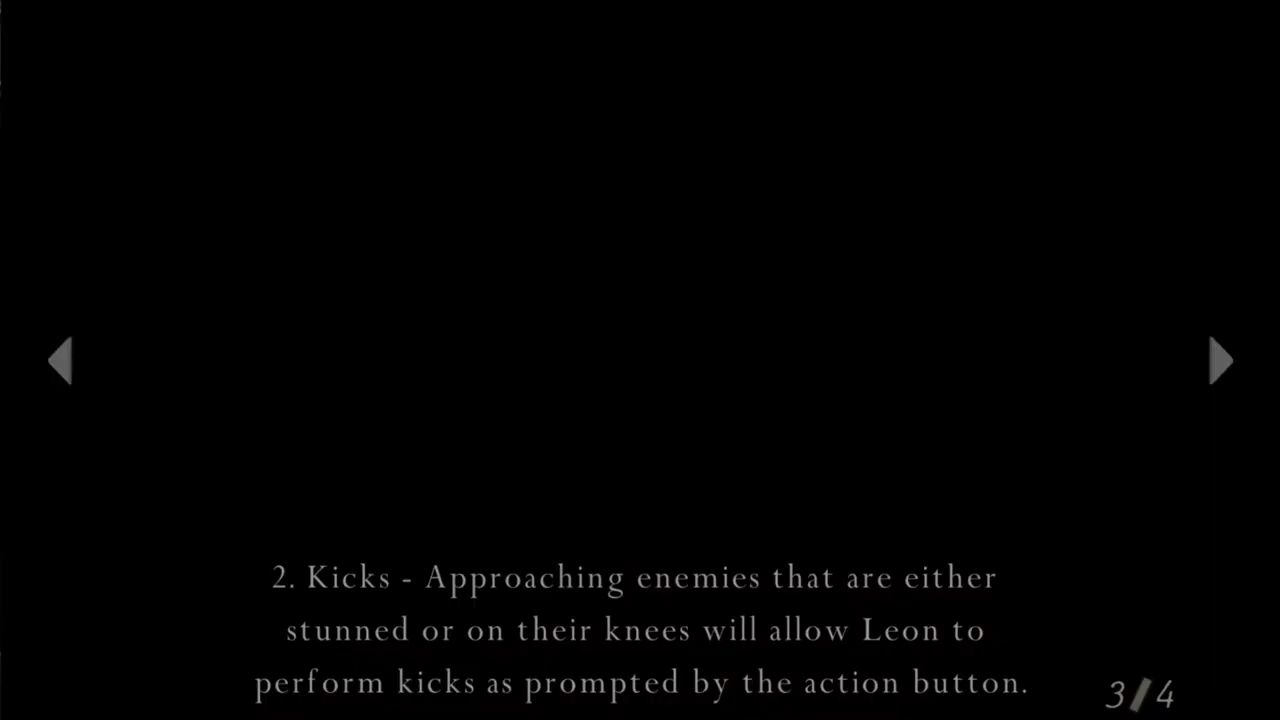 2. Kicks - Approaching enemies that are either
stunned or on their knees will allow Leon to
perform kicks as prompted by the action button.
3/4